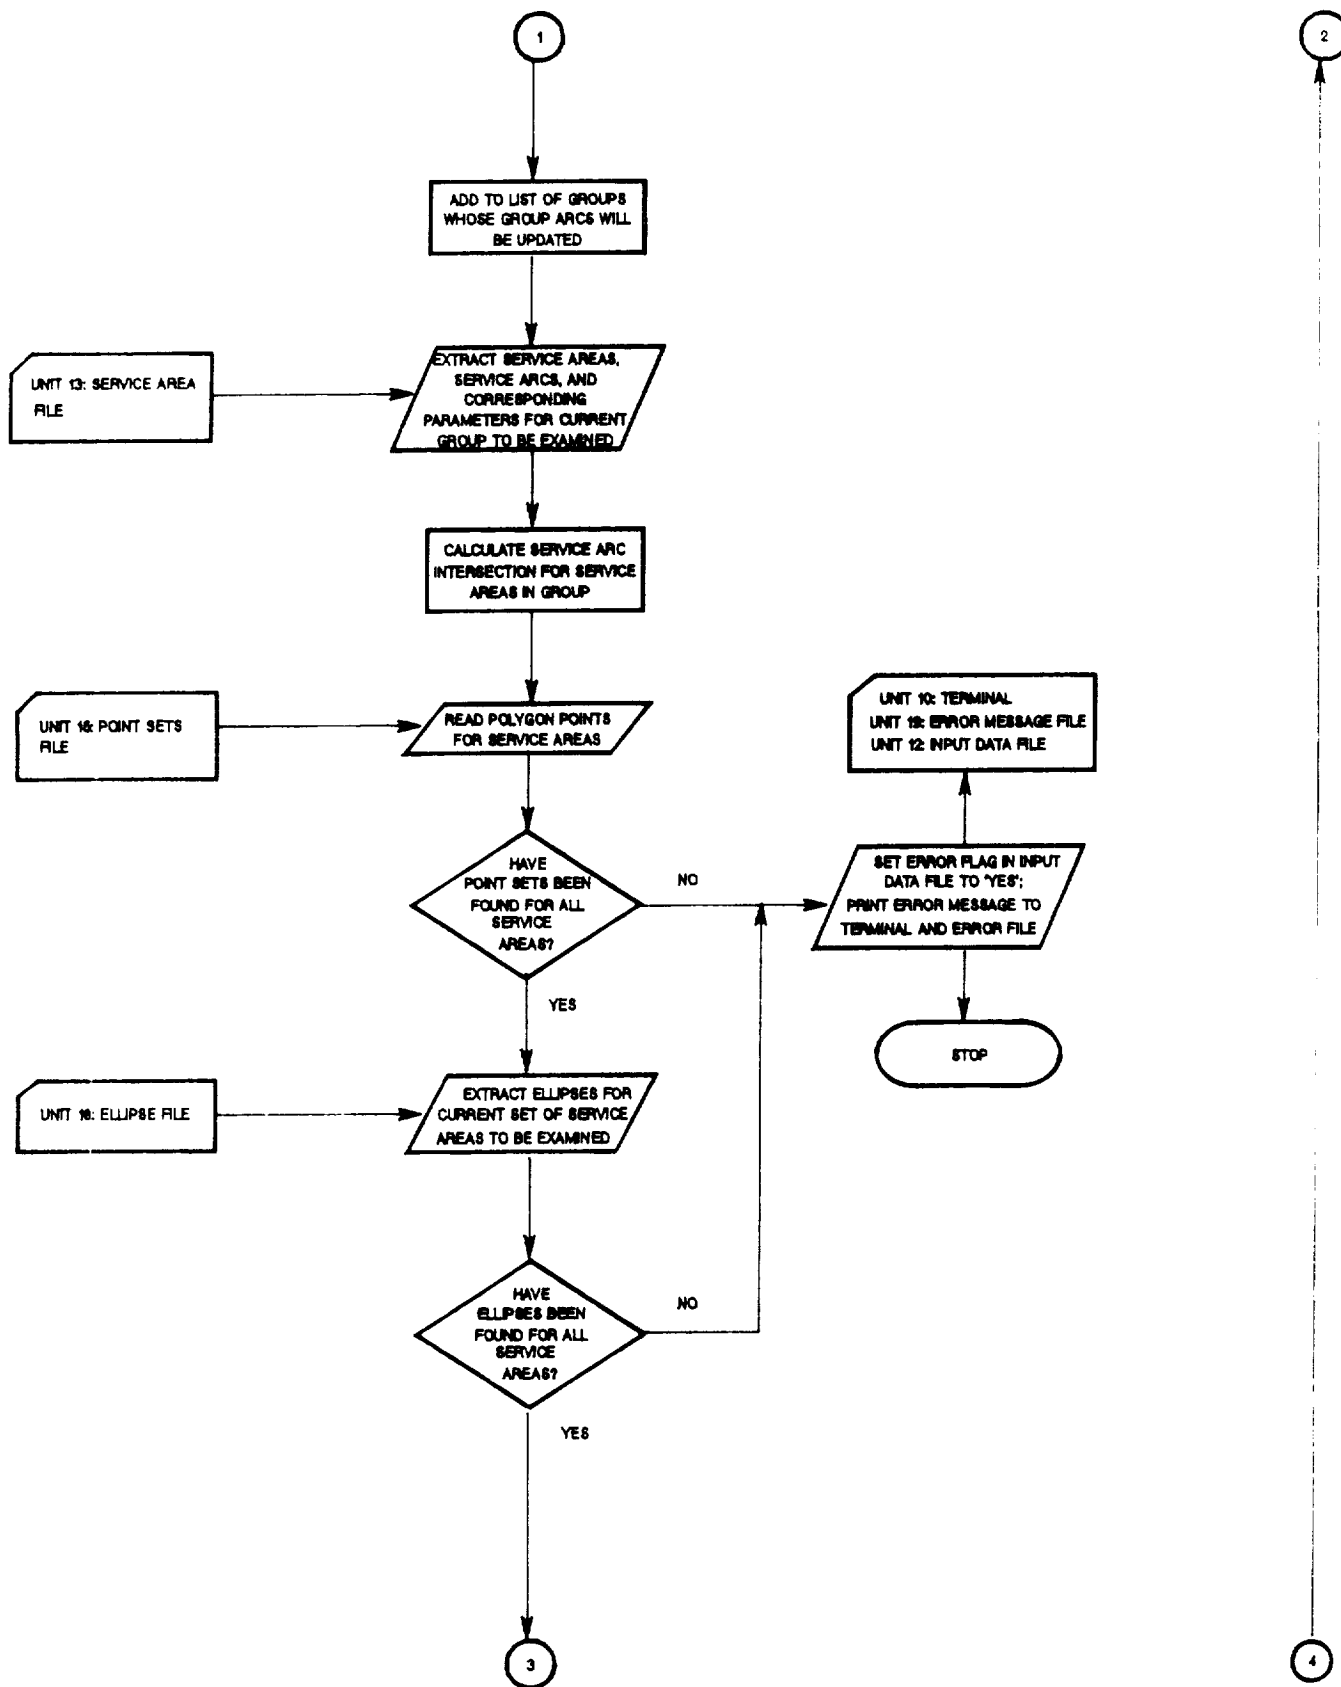 1
2
ADD TO LIST OF GROUPS
WHOSE GROUP ARCS WILL
BE UPDATED
UNIT 13: SERVICE AREA
FILE
EXTRACT SERVICE AREAS,
SERVICE ARCS, AND
CORRESPONDING
PARAMETERS FOR CURRENT
GROUP TO BE EXAMINED
CALCULATE SERVICE ARC
INTERSECTION FOR SERVICE
AREAS IN GROUP
UNIT 16: POINT SETS
FILE
READ POLYGON POINTS
FOR SERVICE AREAS
UNIT 10: TERMINAL
UNIT 19: ERROR MESSAGE FILE
UNIT 12: INPUT DATA FILE
HAVE
POINT SETS BEEN
FOUND FOR ALL
SERVICE
AREAS?
NO
SET ERROR FLAG IN INPUT
DATA FILE TO 'YES';
PRINT ERROR MESSAGE TO
TERMINAL AND ERROR FILE
YES
STOP
UNIT 16: ELLIPSE FILE
EXTRACT ELLIPSES FOR
CURRENT SET OF SERVICE
AREAS TO BE EXAMINED
HAVE
ELLIPSES BEEN
FOUND FOR ALL
SERVICE
AREAS?
NO
YES
3
4